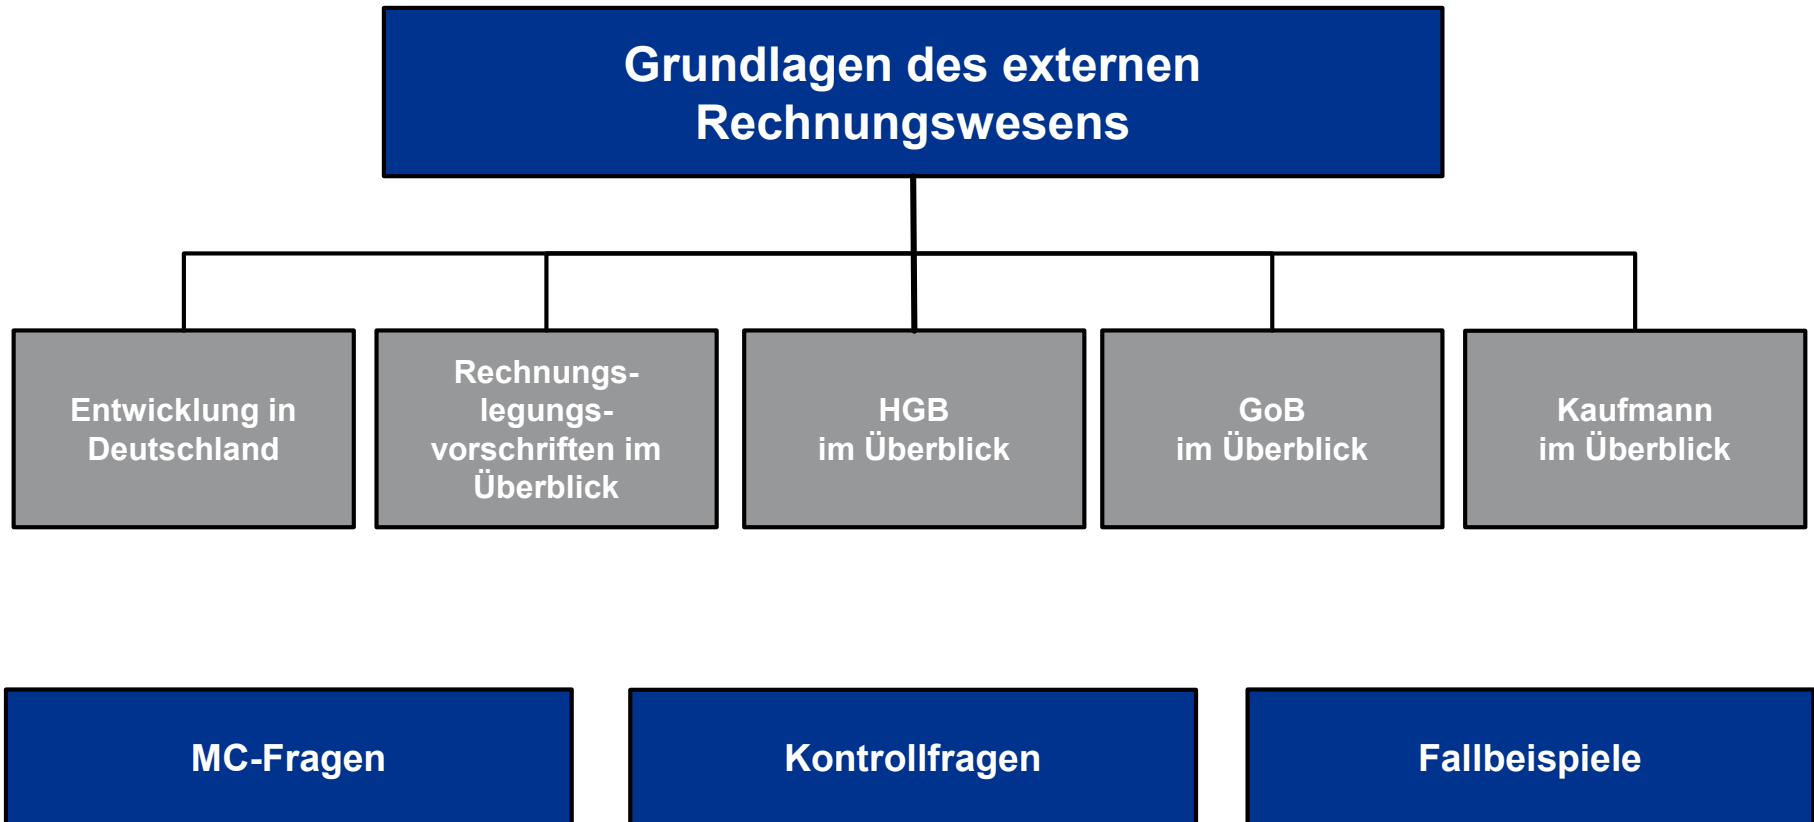 Grundlagen des externen
Rechnungswesens
Entwicklung in
Deutschland
Rechnungs-
legungs-
vorschriften im
Überblick
HGB
im Überblick
GoB
im Überblick
Kaufmann
im Überblick
MC-Fragen
Kontrollfragen
Fallbeispiele